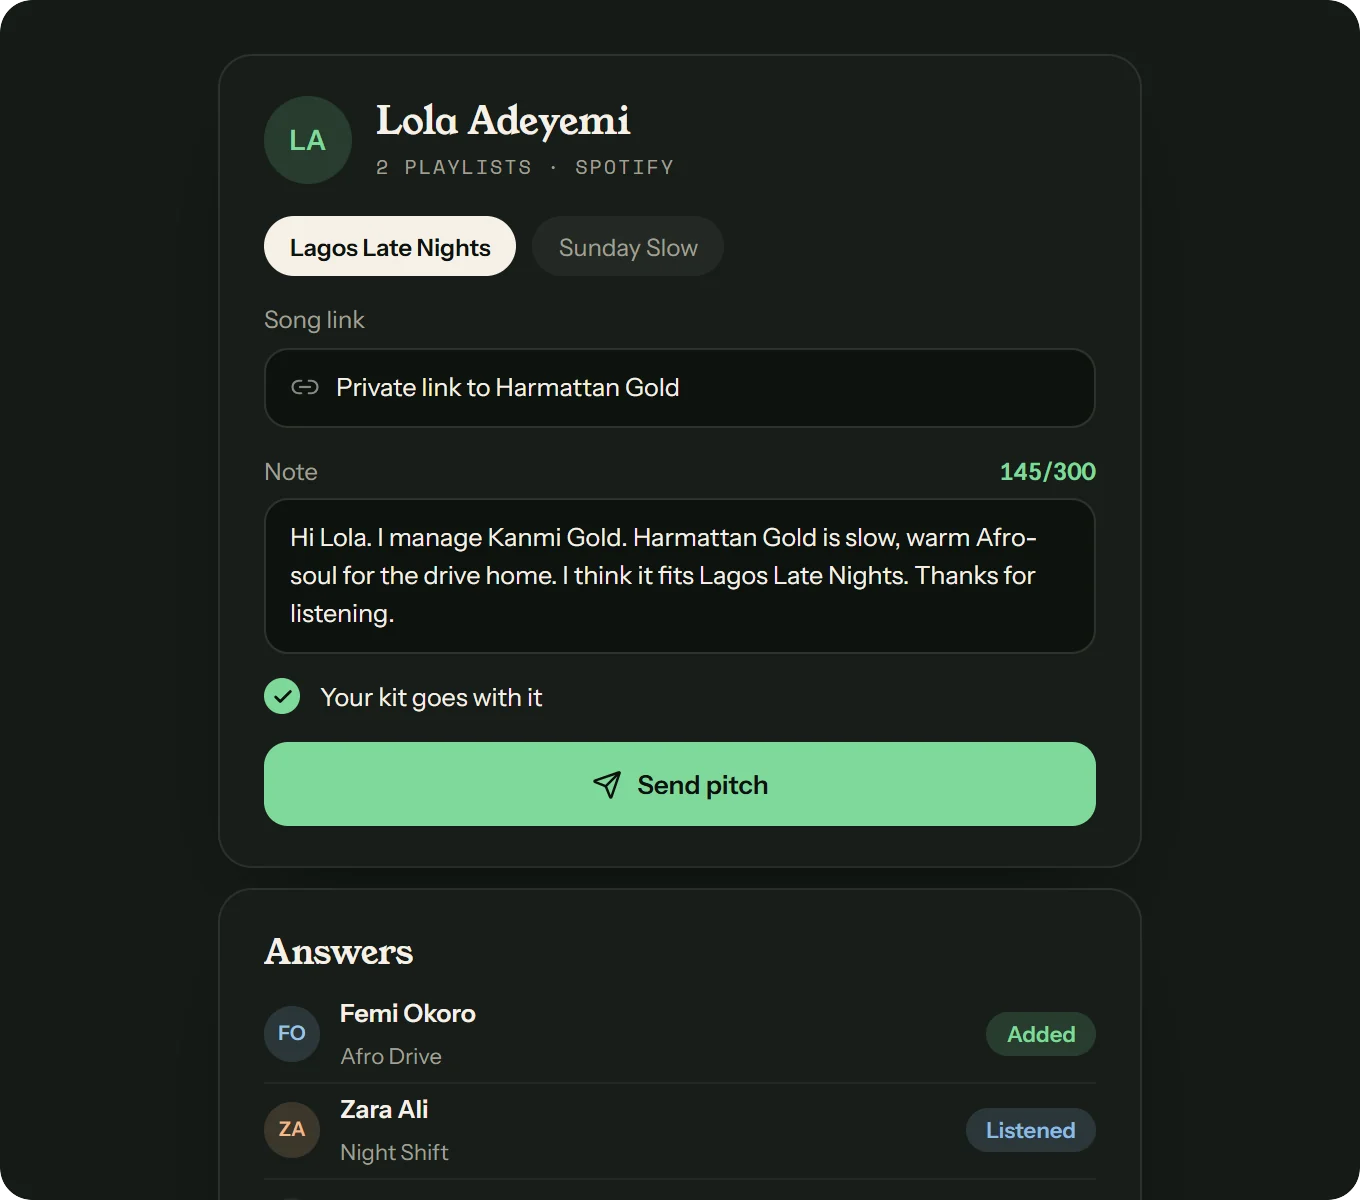 LA
Lola Adeyemi
2 PLAYLISTS · SPOTIFY
Lagos Late Nights
Sunday Slow
Song link
Private link to Harmattan Gold
Note
145/300
Hi Lola. I manage Kanmi Gold. Harmattan Gold is slow, warm Afro-
soul for the drive home. I think it fits Lagos Late Nights. Thanks for
listening.
Your kit goes with it
Send pitch
Answers
FO
Femi Okoro
Afro Drive
Added
ZA
Zara Ali
Night Shift
Listened